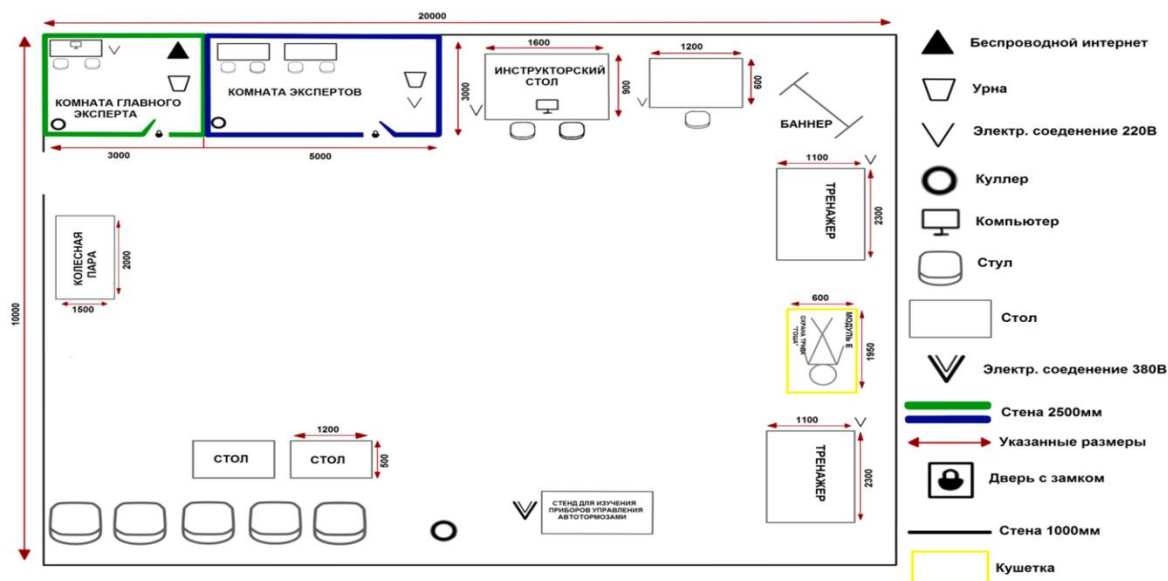 20000
10000
КОМНАТА ГЛАВНОГО
ЭКСПЕРТА
3000
КОМНАТА ЭКСПЕРТОВ
5000
3000
1600
ИНСТРУКТОРСКИЙ
СТОЛ
900
1200
600
БАННЕР
1100
ТРЕНАЖЕР
2300
КОЛЕСНАЯ
ПАРА
2000
1500
600
МОДУЛЬ Е
ОХРАНА ТРУДА
"ГОША"
1950
1100
ТРЕНАЖЕР
2300
СТОЛ
1200
СТОЛ
СТЕНД ДЛЯ ИЗУЧЕНИЯ
ПРИБОРОВ УПРАВЛЕНИЯ
АВТОТОРМОЗАМИ
Беспроводной интернет
Урна
Электр. соеденение 220В
Куллер
Компьютер
Стул
Стол
Электр. соеденение 380В
Стена 2500мм
Указанные размеры
Дверь с замком
Стена 1000мм
Кушетка